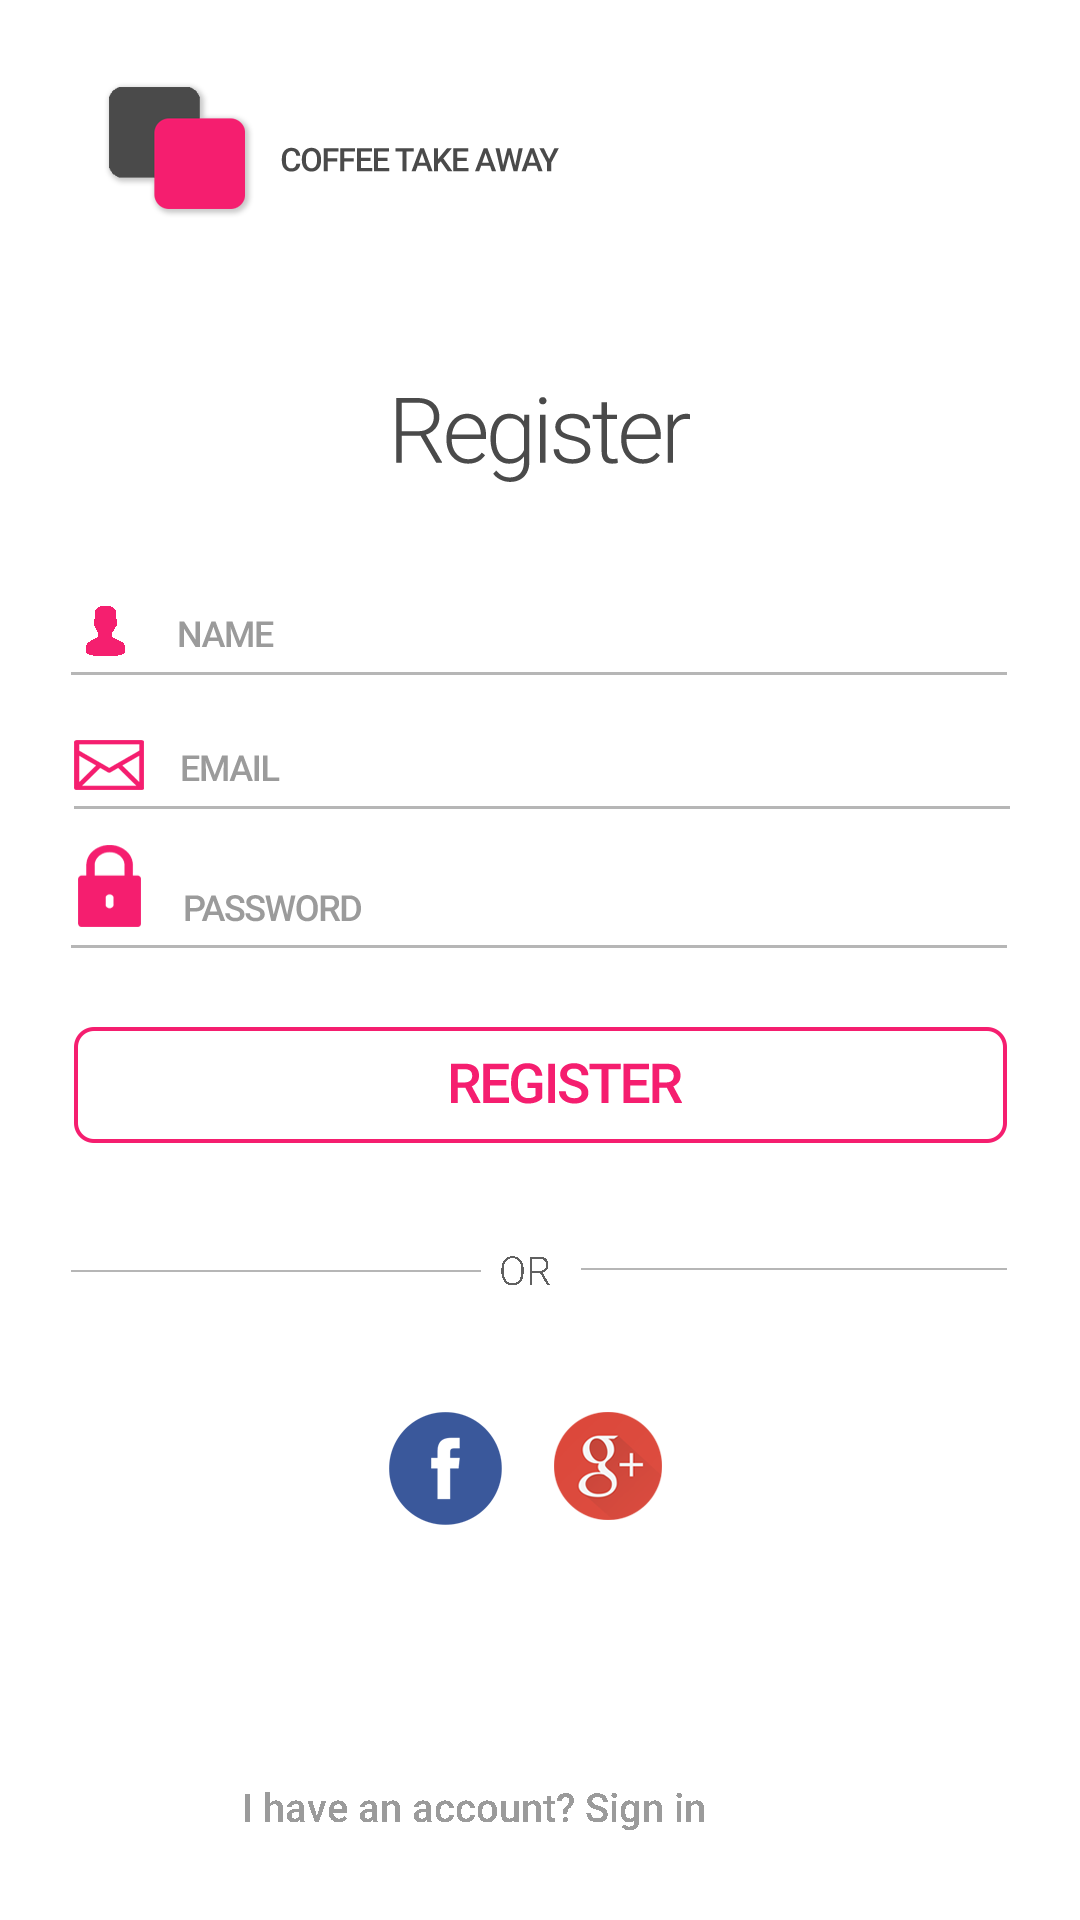 COFFEE TAKE AWAY
Register
NAME
EMAIL
PASSWORD
REGISTER
OR
f g+
I have an account? Sign in